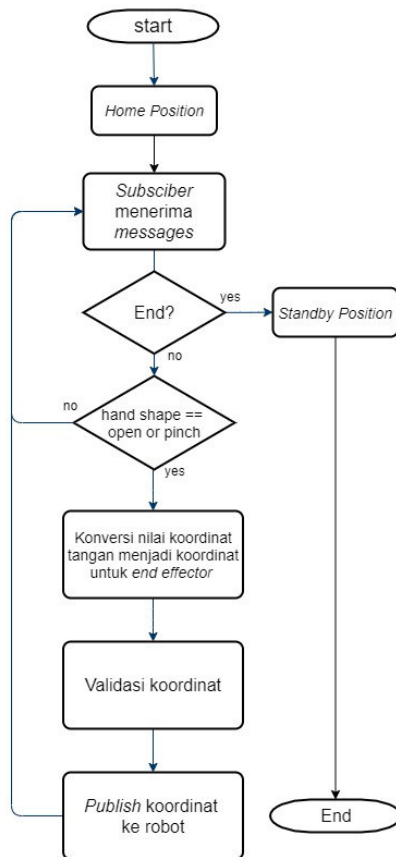 start
Home Position
Subsciber
menerima
messages
End?
yes
Standby Position
no
hand shape ==
open or pinch
no
yes
Konversi nilai koordinat
tangan menjadi koordinat
untuk end effector
Validasi koordinat
Publish koordinat
ke robot
End